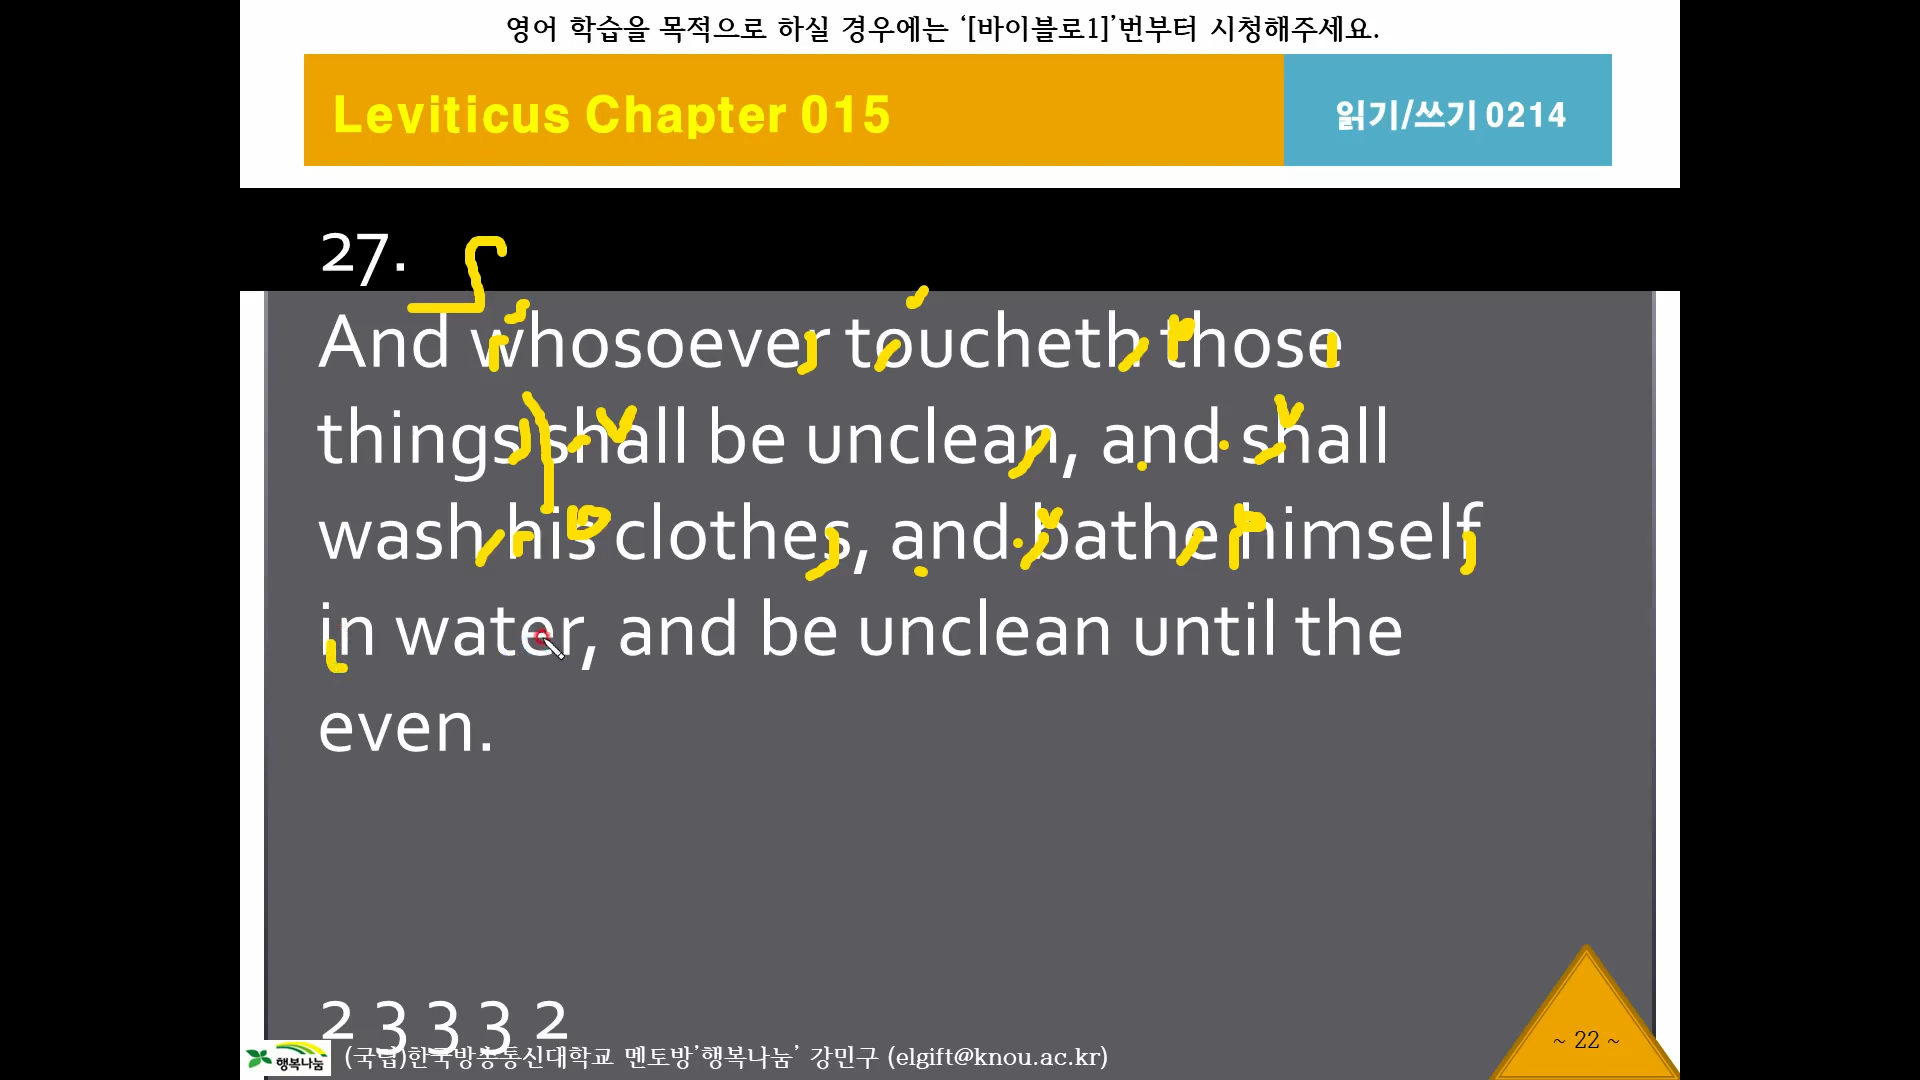 영어 학습을 목적으로 하실 경우에는 ‘[바이블로1]’번부터 시청해주세요.
Leviticus Chapter 015
읽기/쓰기 0214
27.
And whosoever toucheth those
things shall be unclean, and shall
wash his clothes, and bathe himself
in water, and be unclean until the
even.
2 3 3 3 2
행복나눔
(국립)한국방송통신대학교 멘토방’행복나눔’ 강민구 (elgift@knou.ac.kr)
~ 22 ~